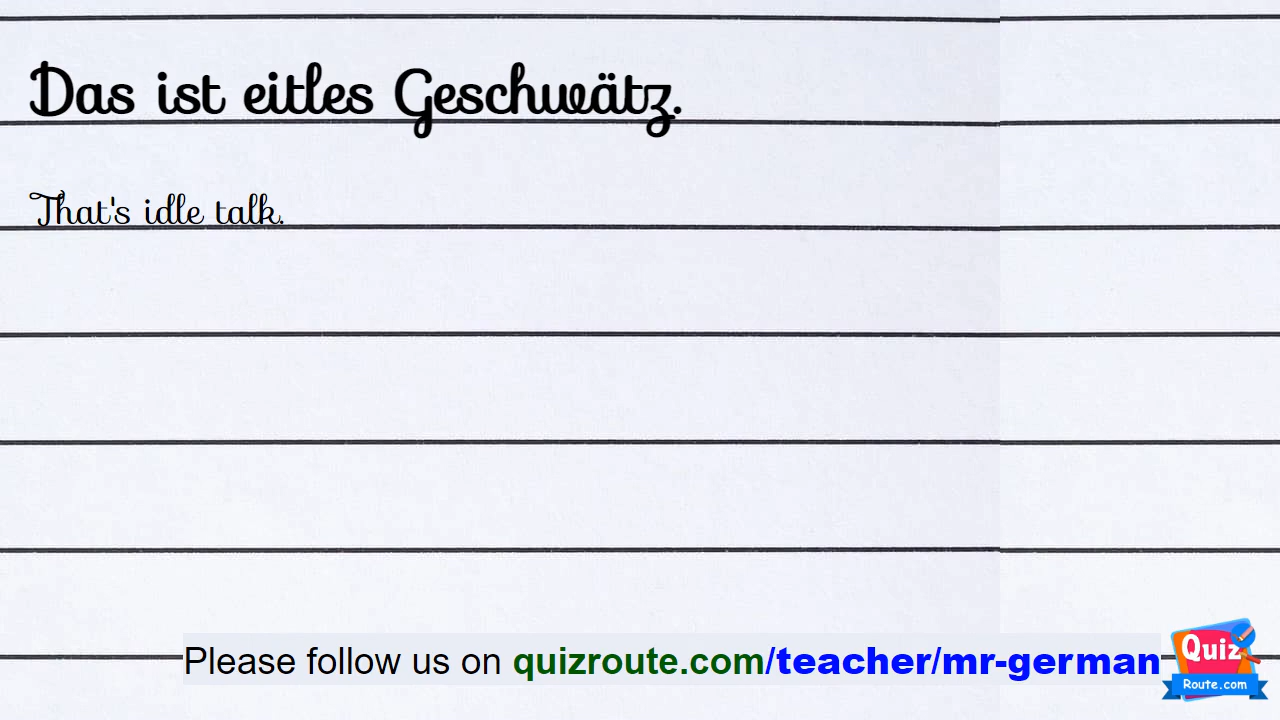 Das ist eitles Geschwätz.
That's idle talk.
Please follow us on quizroute.com/teacher/mr-german
Quiz
Route.com